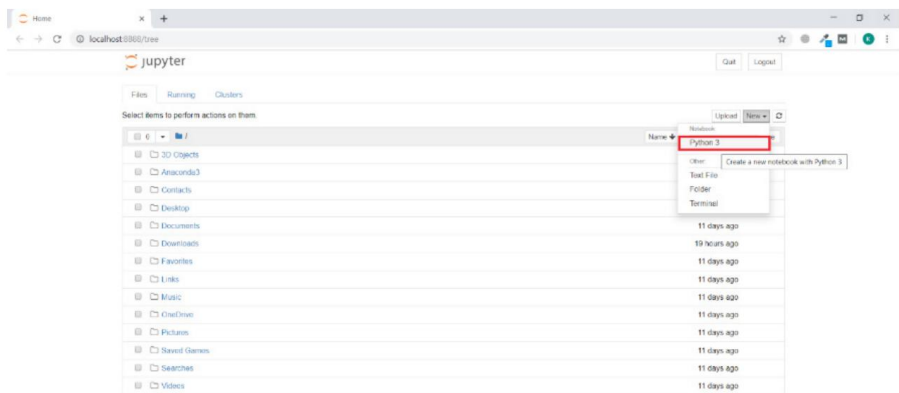 Home
localhost:8888/tree
jupyter
Quit Logout
Files Running Clusters
Select items to perform actions on them.
Upload New
0 / Name
Notebook
Python 3
Other
Create a new notebook with Python 3
Text File
Folder
Terminal
3D Objects
Anaconda3
Contacts
Desktop
Documents 11 days ago
Downloads 19 hours ago
Favorites 11 days ago
Links 11 days ago
Music 11 days ago
OneDrive 11 days ago
Pictures 11 days ago
Saved Games 11 days ago
Searches 11 days ago
Videos 11 days ago